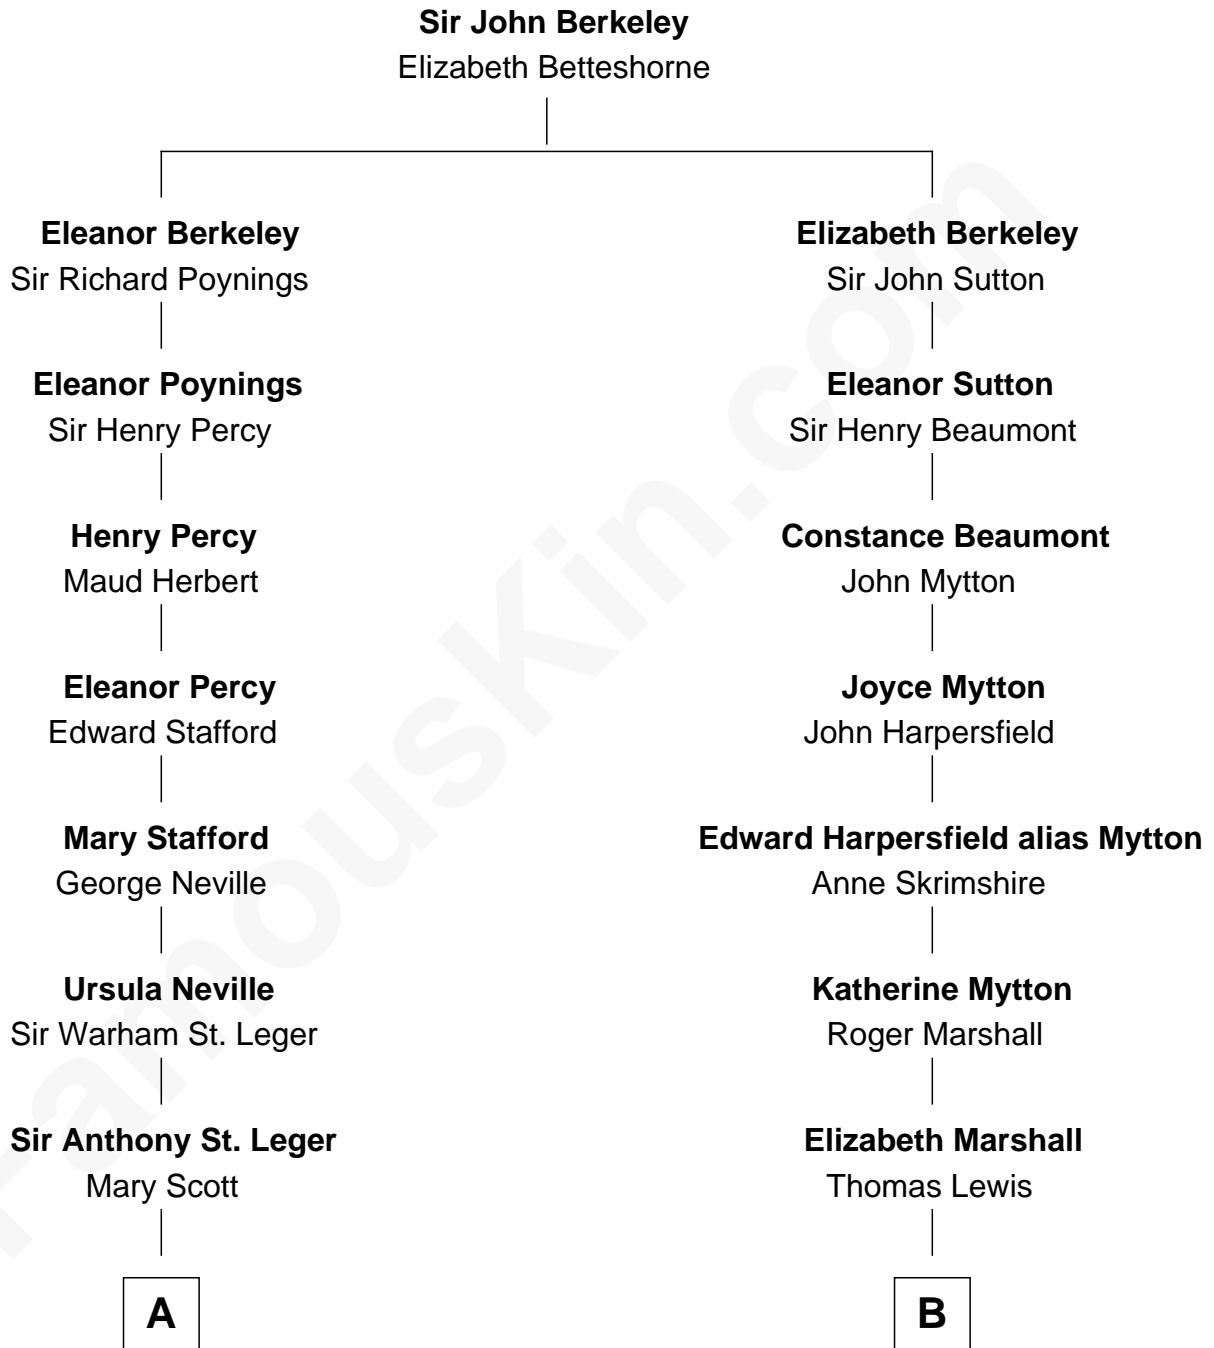 Sir John Berkeley
Elizabeth Betteshorne
Eleanor Berkeley
Sir Richard Poynings
Elizabeth Berkeley
Sir John Sutton
Eleanor Poynings
Sir Henry Percy
Eleanor Sutton
Sir Henry Beaumont
Henry Percy
Maud Herbert
Constance Beaumont
John Mytton
Eleanor Percy
Edward Stafford
Joyce Mytton
John Harpersfield
Mary Stafford
George Neville
Edward Harpersfield alias Mytton
Anne Skrimshire
Ursula Neville
Sir Warham St. Leger
Katherine Mytton
Roger Marshall
Sir Anthony St. Leger
Mary Scott
Elizabeth Marshall
Thomas Lewis
A
B
FamousKin.com